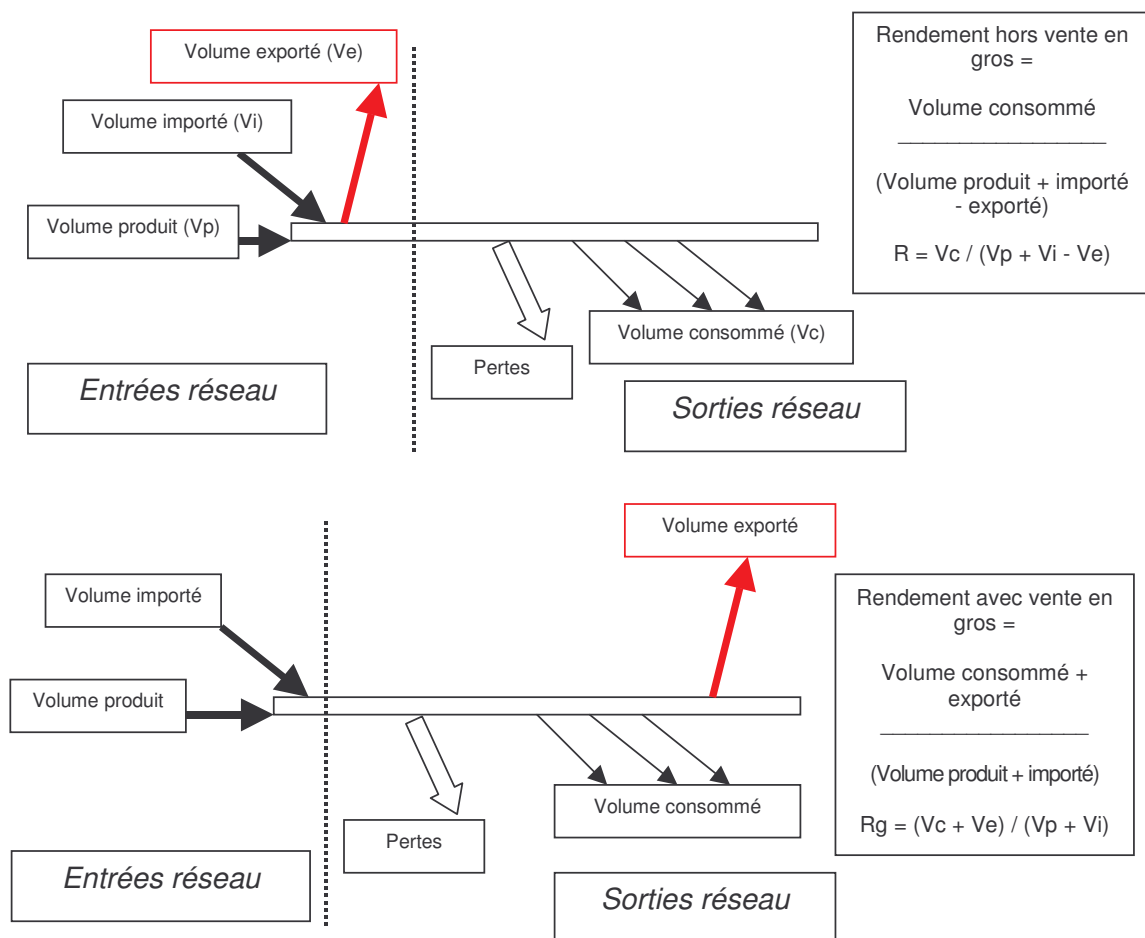 Volume exporté (Ve)
Volume importé (Vi)
Volume produit (Vp)
Pertes
Volume consommé (Vc)
Entrées réseau
Sorties réseau
Rendement hors vente en
gros =
Volume consommé
_________________
(Volume produit + importé
- exporté)
R = Vc / (Vp + Vi - Ve)
Volume exporté
Volume importé
Volume produit
Pertes
Volume consommé
Entrées réseau
Sorties réseau
Rendement avec vente en
gros =
Volume consommé +
exporté
_________________
(Volume produit + importé)
Rg = (Vc + Ve) / (Vp + Vi)